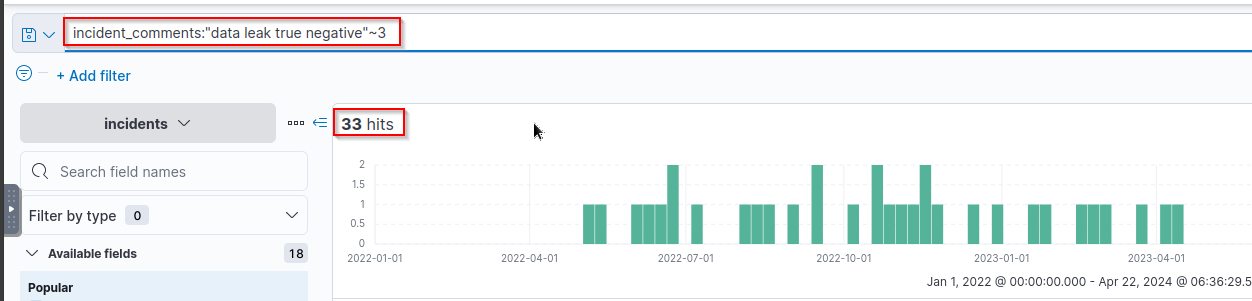 incident_comments:"data leak true negative"~3
+ Add filter
incidents
33 hits
Search field names
Filter by type 0
Available fields 18
Popular
2
1.5
1
0.5
0
2022-01-01 2022-04-01 2022-07-01 2022-10-01 2023-01-01 2023-04-01
Jan 1, 2022 @ 00:00:00.000 - Apr 22, 2024 @ 06:36:29.5